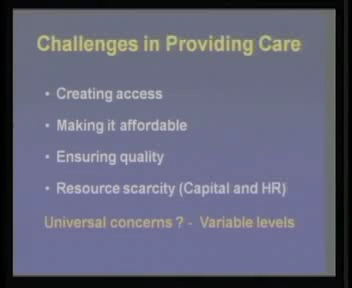 Challenges in Providing Care
• Creating access
• Making it affordable
• Ensuring quality
• Resource scarcity (Capital and HR)
Universal concerns ? - Variable levels